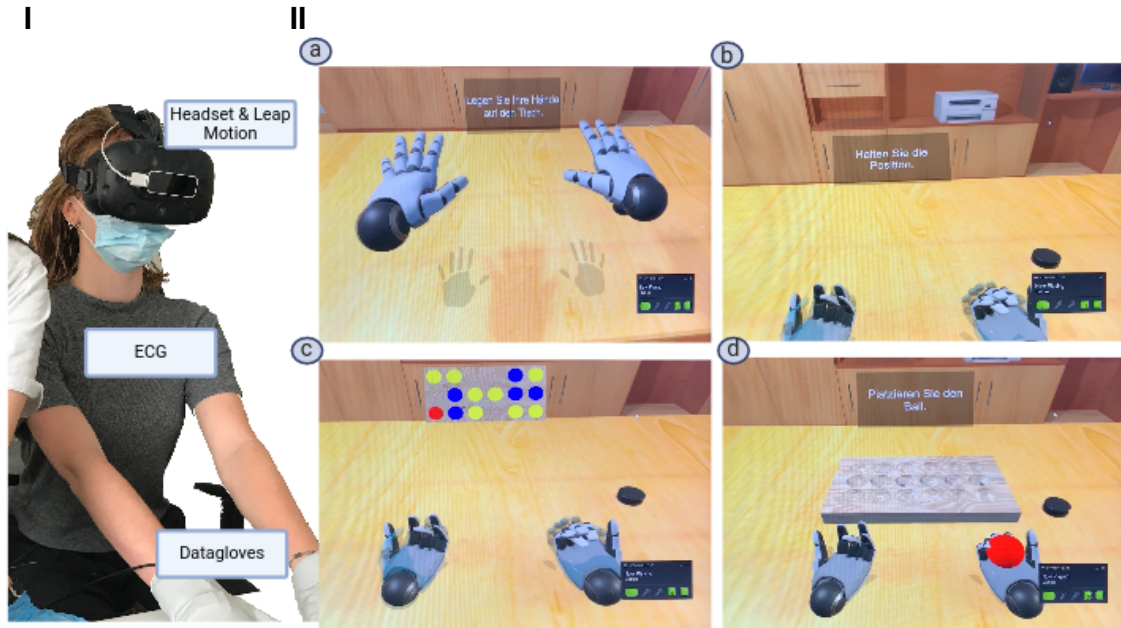 I
II
a
b
Headset & Leap
Motion
Legen Sie Ihre Hände
auf den Tisch.
Halten Sie die
Position.
c
d
ECG
Platzieren Sie den
Ball.
Datagloves